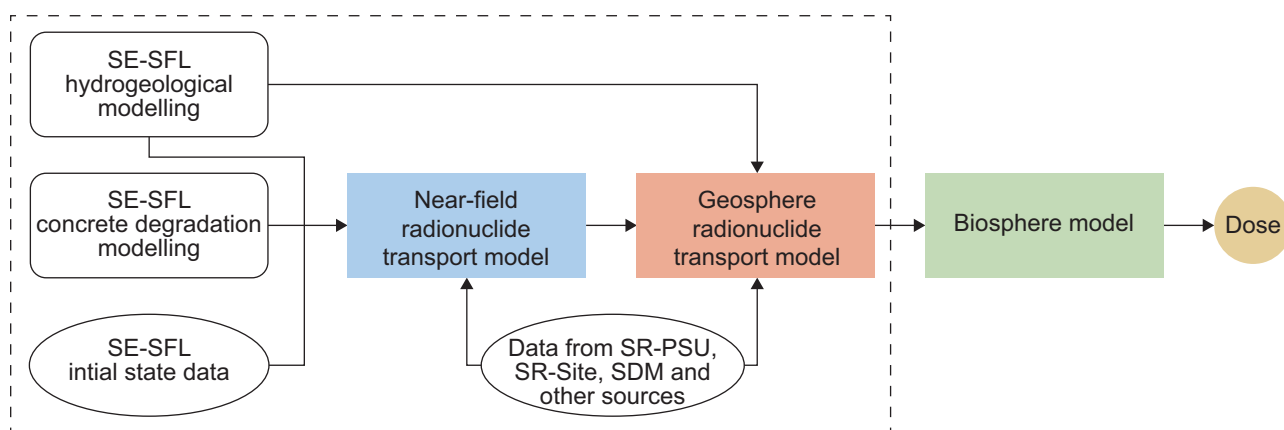 SE-SFL
hydrogeological
modelling
SE-SFL
concrete degradation
modelling
SE-SFL
intial state data
Near-field
radionuclide
transport model
Geosphere
radionuclide
transport model
Data from SR-PSU,
SR-Site, SDM and
other sources
Biosphere model
Dose